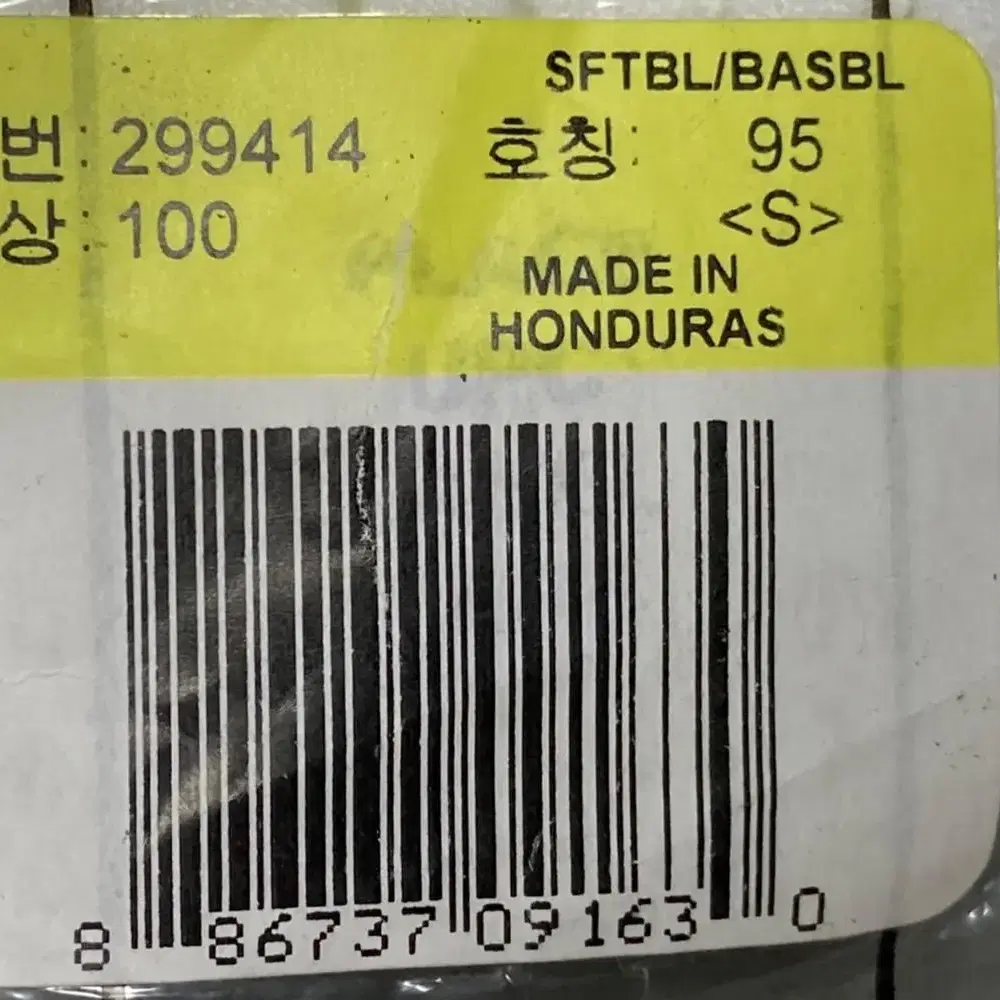 SFTBL/BASBL
번: 299414 호칭: 95
상: 100 <S>
MADE IN
HONDURAS
8 86737 09163 0